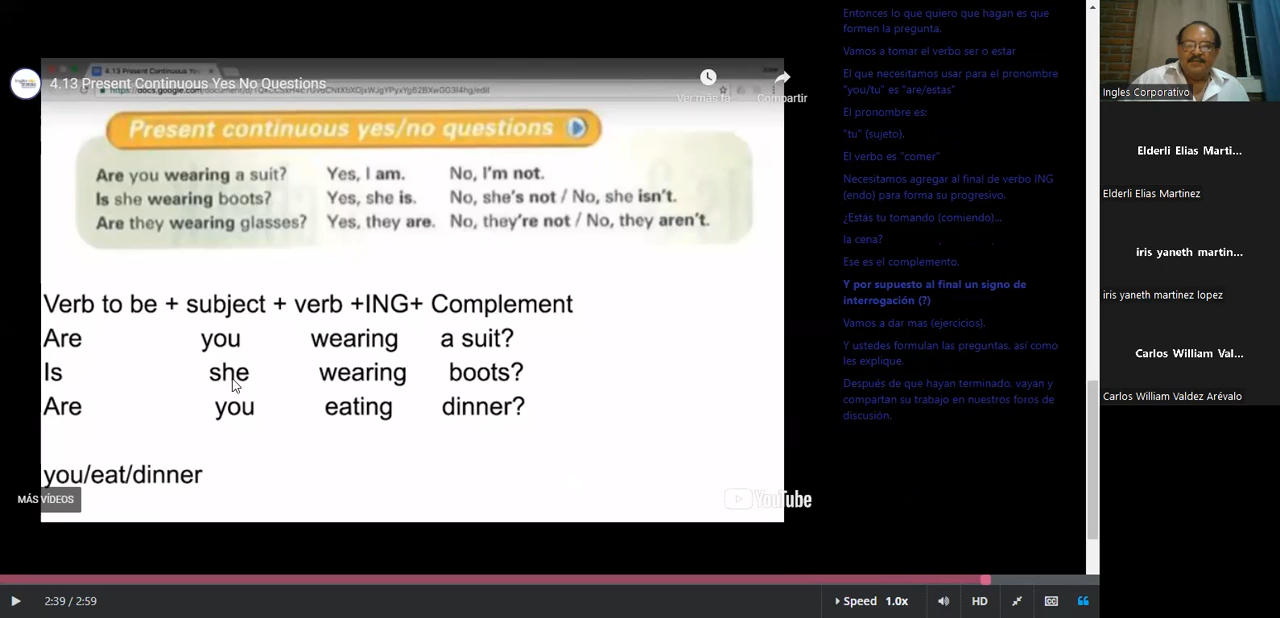 4.13 Present Continuous Yes No Questions
Ver más ta...
Compartir
Present continuous yes/no questions
Are you wearing a suit? Yes, I am. No, I'm not.
Is she wearing boots? Yes, she is. No, she's not / No, she isn't.
Are they wearing glasses? Yes, they are. No, they're not / No, they aren't.
Verb to be + subject + verb +ING+ Complement
Are you wearing a suit?
Is she wearing boots?
Are you eating dinner?
you/eat/dinner
MÁS VÍDEOS
YouTube
2:39 / 2:59
Speed 1.0x
HD
CC
Entonces lo que quiero que hagan es que
formen la pregunta.
Vamos a tomar el verbo ser o estar
El que necesitamos usar para el pronombre
"you/tu" es "are/estas"
El pronombre es:
"tu" (sujeto).
El verbo es "comer"
Necesitamos agregar al final de verbo ING
(endo) para forma su progresivo.
¿Estás tu tomando (comiendo)...
la cena?
Ese es el complemento.
Y por supuesto al final un signo de
interrogación (?)
Vamos a dar mas (ejercicios).
Y ustedes formulan las preguntas, así como
les explique.
Después de que hayan terminado, vayan y
compartan su trabajo en nuestros foros de
discusión.
Ingles Corporativo
Elderli Elias Marti...
Elderli Elias Martinez
iris yaneth martin...
iris yaneth martinez lopez
Carlos William Val...
Carlos William Valdez Arévalo